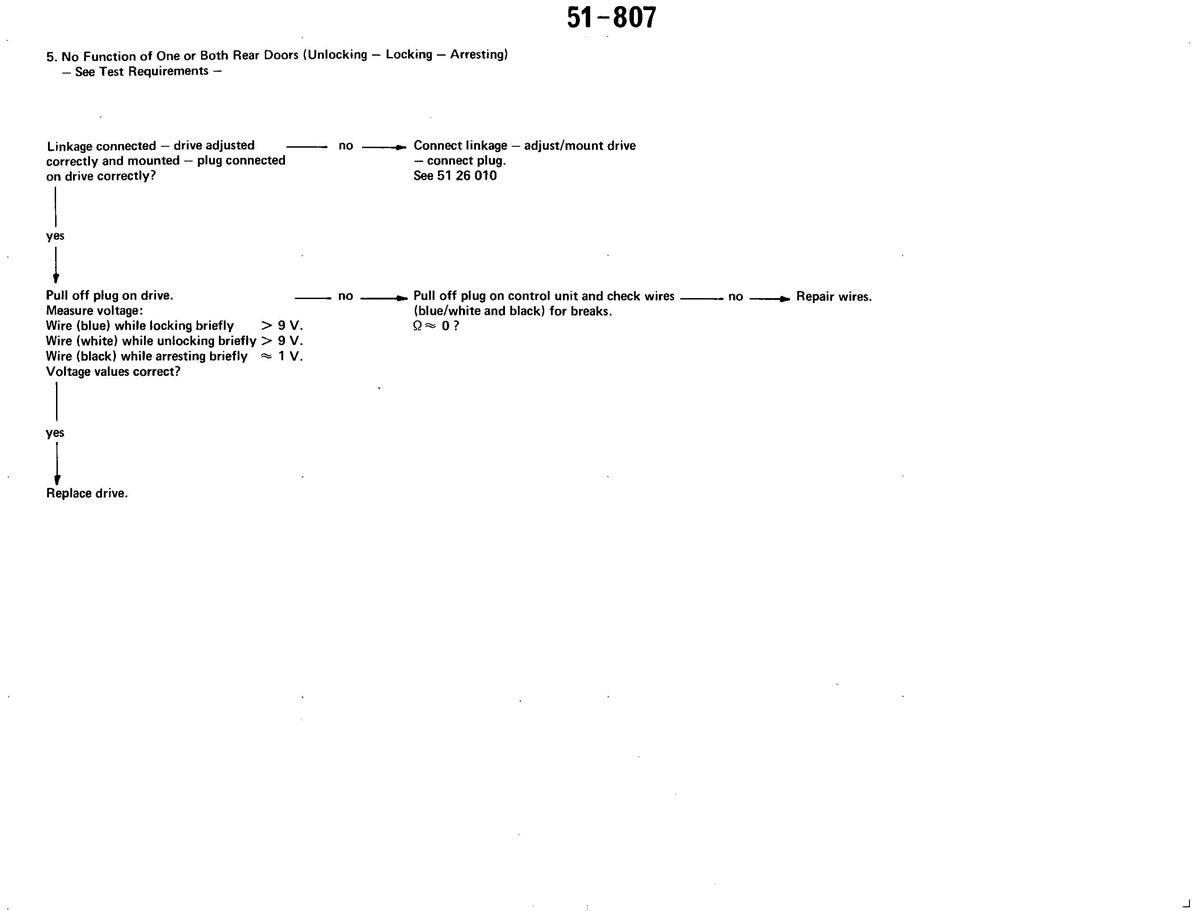 51-807
5. No Function of One or Both Rear Doors (Unlocking – Locking – Arresting)
– See Test Requirements –
Linkage connected – drive adjusted
correctly and mounted – plug connected
on drive correctly?
no
Connect linkage – adjust/mount drive
– connect plug.
See 51 26 010
yes
Pull off plug on drive.
Measure voltage:
Wire (blue) while locking briefly > 9 V.
Wire (white) while unlocking briefly > 9 V.
Wire (black) while arresting briefly ≈ 1 V.
Voltage values correct?
no
Pull off plug on control unit and check wires
(blue/white and black) for breaks.
Ω ≈ 0 ?
no
Repair wires.
yes
Replace drive.